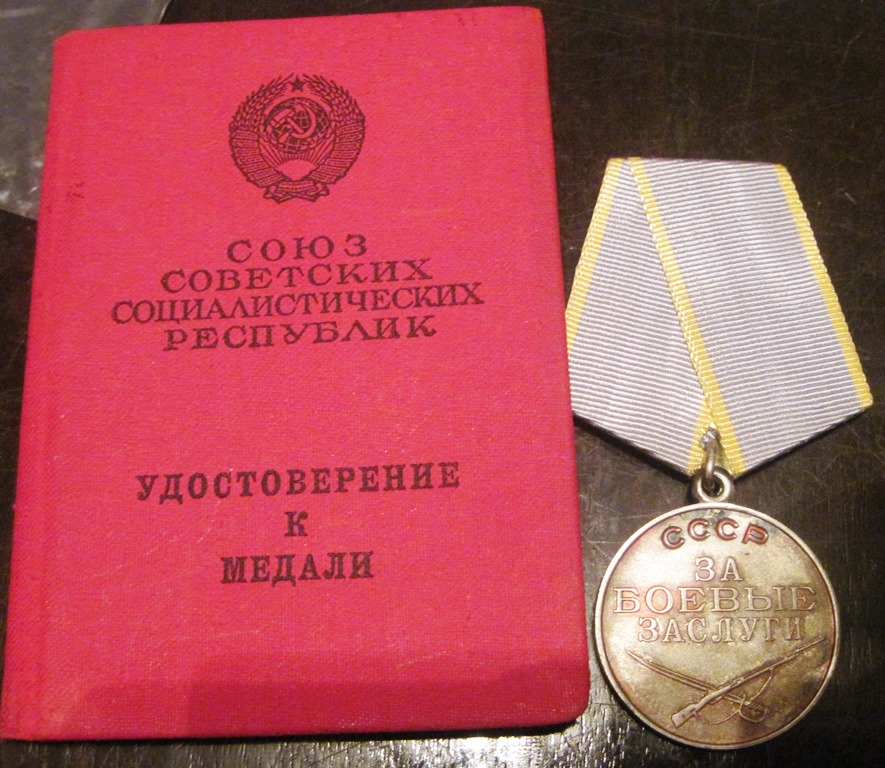 СОЮЗ
СОВЕТСКИХ
СОЦИАЛИСТИЧЕСКИХ
РЕСПУБЛИК
УДОСТОВЕРЕНИЕ
К
МЕДАЛИ
СССР
ЗА
БОЕВЫЕ
ЗАСЛУГИ